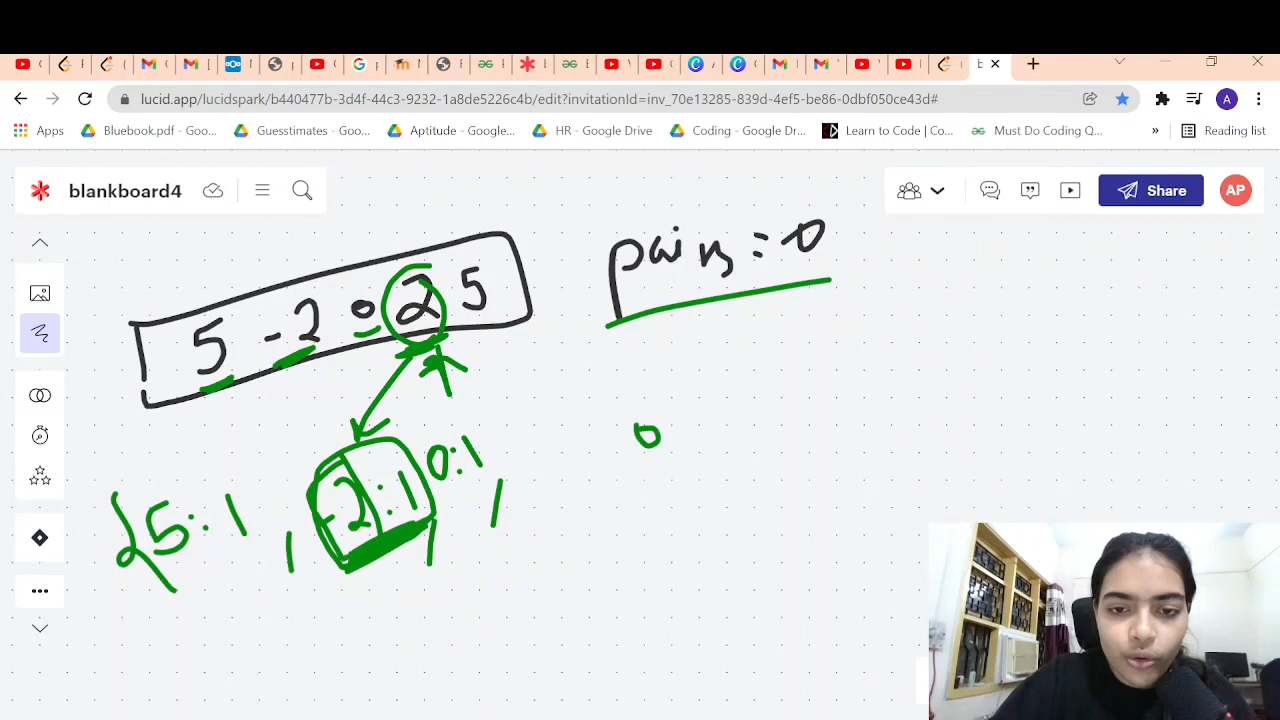 lucid.app/lucidspark/b440477b-3d4f-44c3-9232-1a8de5226c4b/edit?invitationId=inv_70e13285-839d-4ef5-be86-0dbf050ce43d#
A
Apps
Bluebook.pdf - Goo...
Guesstimates - Goo...
Aptitude - Google...
HR - Google Drive
Coding - Google Dr...
Learn to Code | Co...
Must Do Coding Q...
»
Reading list
blankboard4
Share
AP
pairs = 0
5 -2 0 2 5
0
{5:1, -2:1, 0:1,